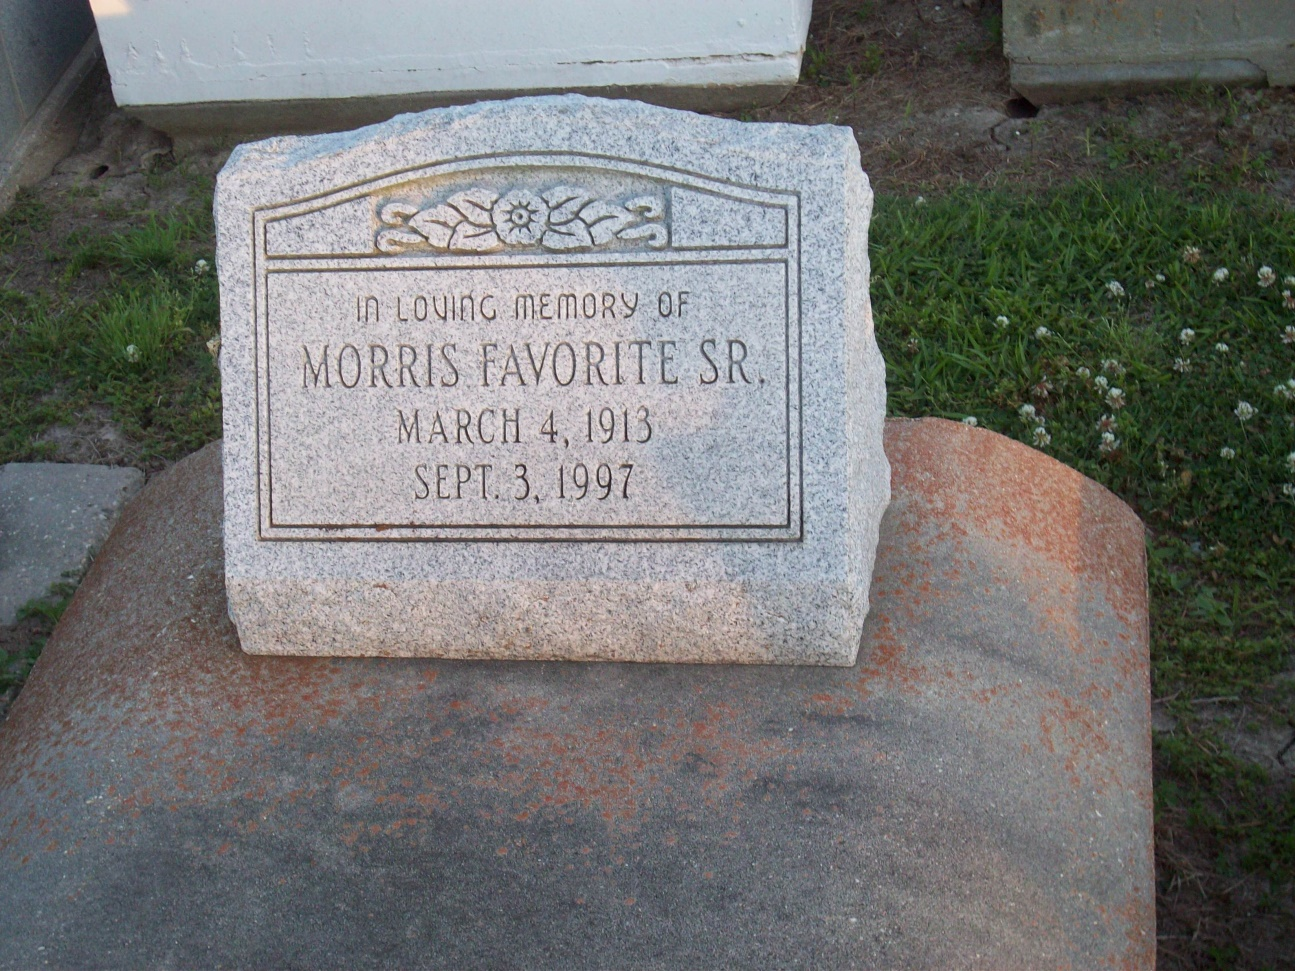 IN LOVING MEMORY OF
MORRIS FAVORITE SR.
MARCH 4, 1913
SEPT. 3, 1997